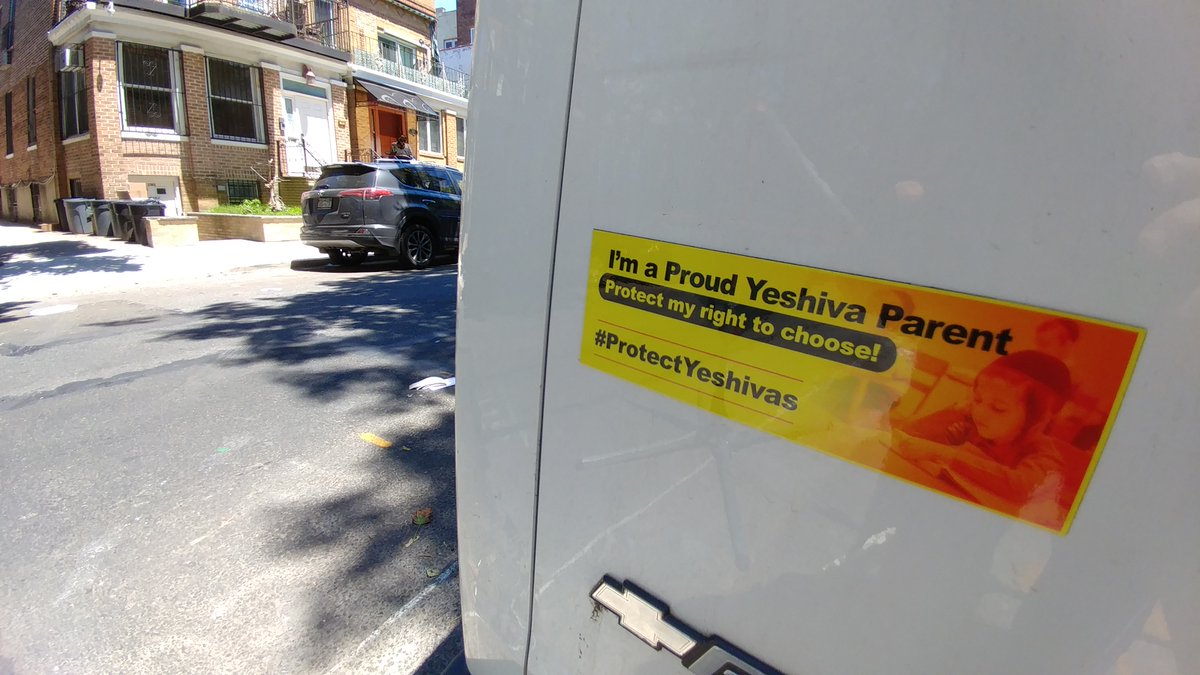 I'm a Proud Yeshiva Parent
Protect my right to choose!
#ProtectYeshivas